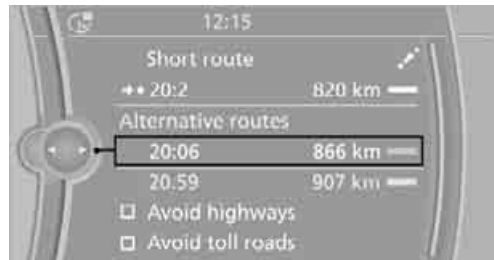 12:15
Short route
20:2 820 km
Alternative routes
20:06 866 km
20.59 907 km
Avoid highways
Avoid toll roads